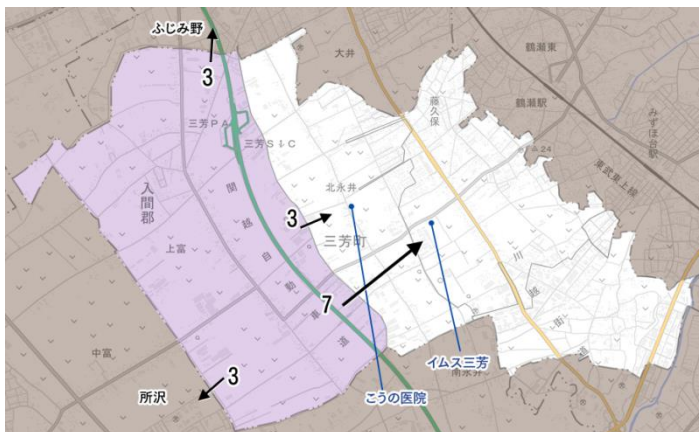 ふじみ野
3
大井
鶴瀬東
鶴瀬駅
みずほ台駅
藤久保
24
東武東上線
三芳PA
三芳SIC
入間郡
関越自動車道
北永井
3
三芳町
上富
7
川越街道
中富
3
所沢
イムス三芳
南永井
こうの医院